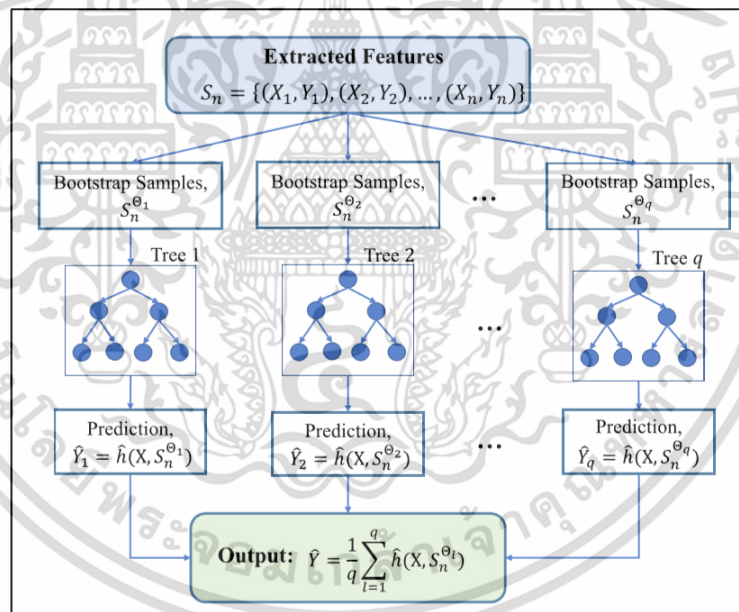 Extracted Features
Sₙ = {(X₁, Y₁), (X₂, Y₂), ..., (Xₙ, Yₙ)}
Bootstrap Samples,
Sₙ^Θ₁
Bootstrap Samples,
Sₙ^Θ₂
...
Bootstrap Samples,
Sₙ^Θq
Tree 1
Tree 2
Tree q
...
Prediction,
Ŷ₁ = ĥ(X, Sₙ^Θ₁)
Prediction,
Ŷ₂ = ĥ(X, Sₙ^Θ₂)
...
Prediction,
Ŷq = ĥ(X, Sₙ^Θq)
Output: Ŷ = 1/q ∑_{l=1}^{q} ĥ(X, Sₙ^Θl)